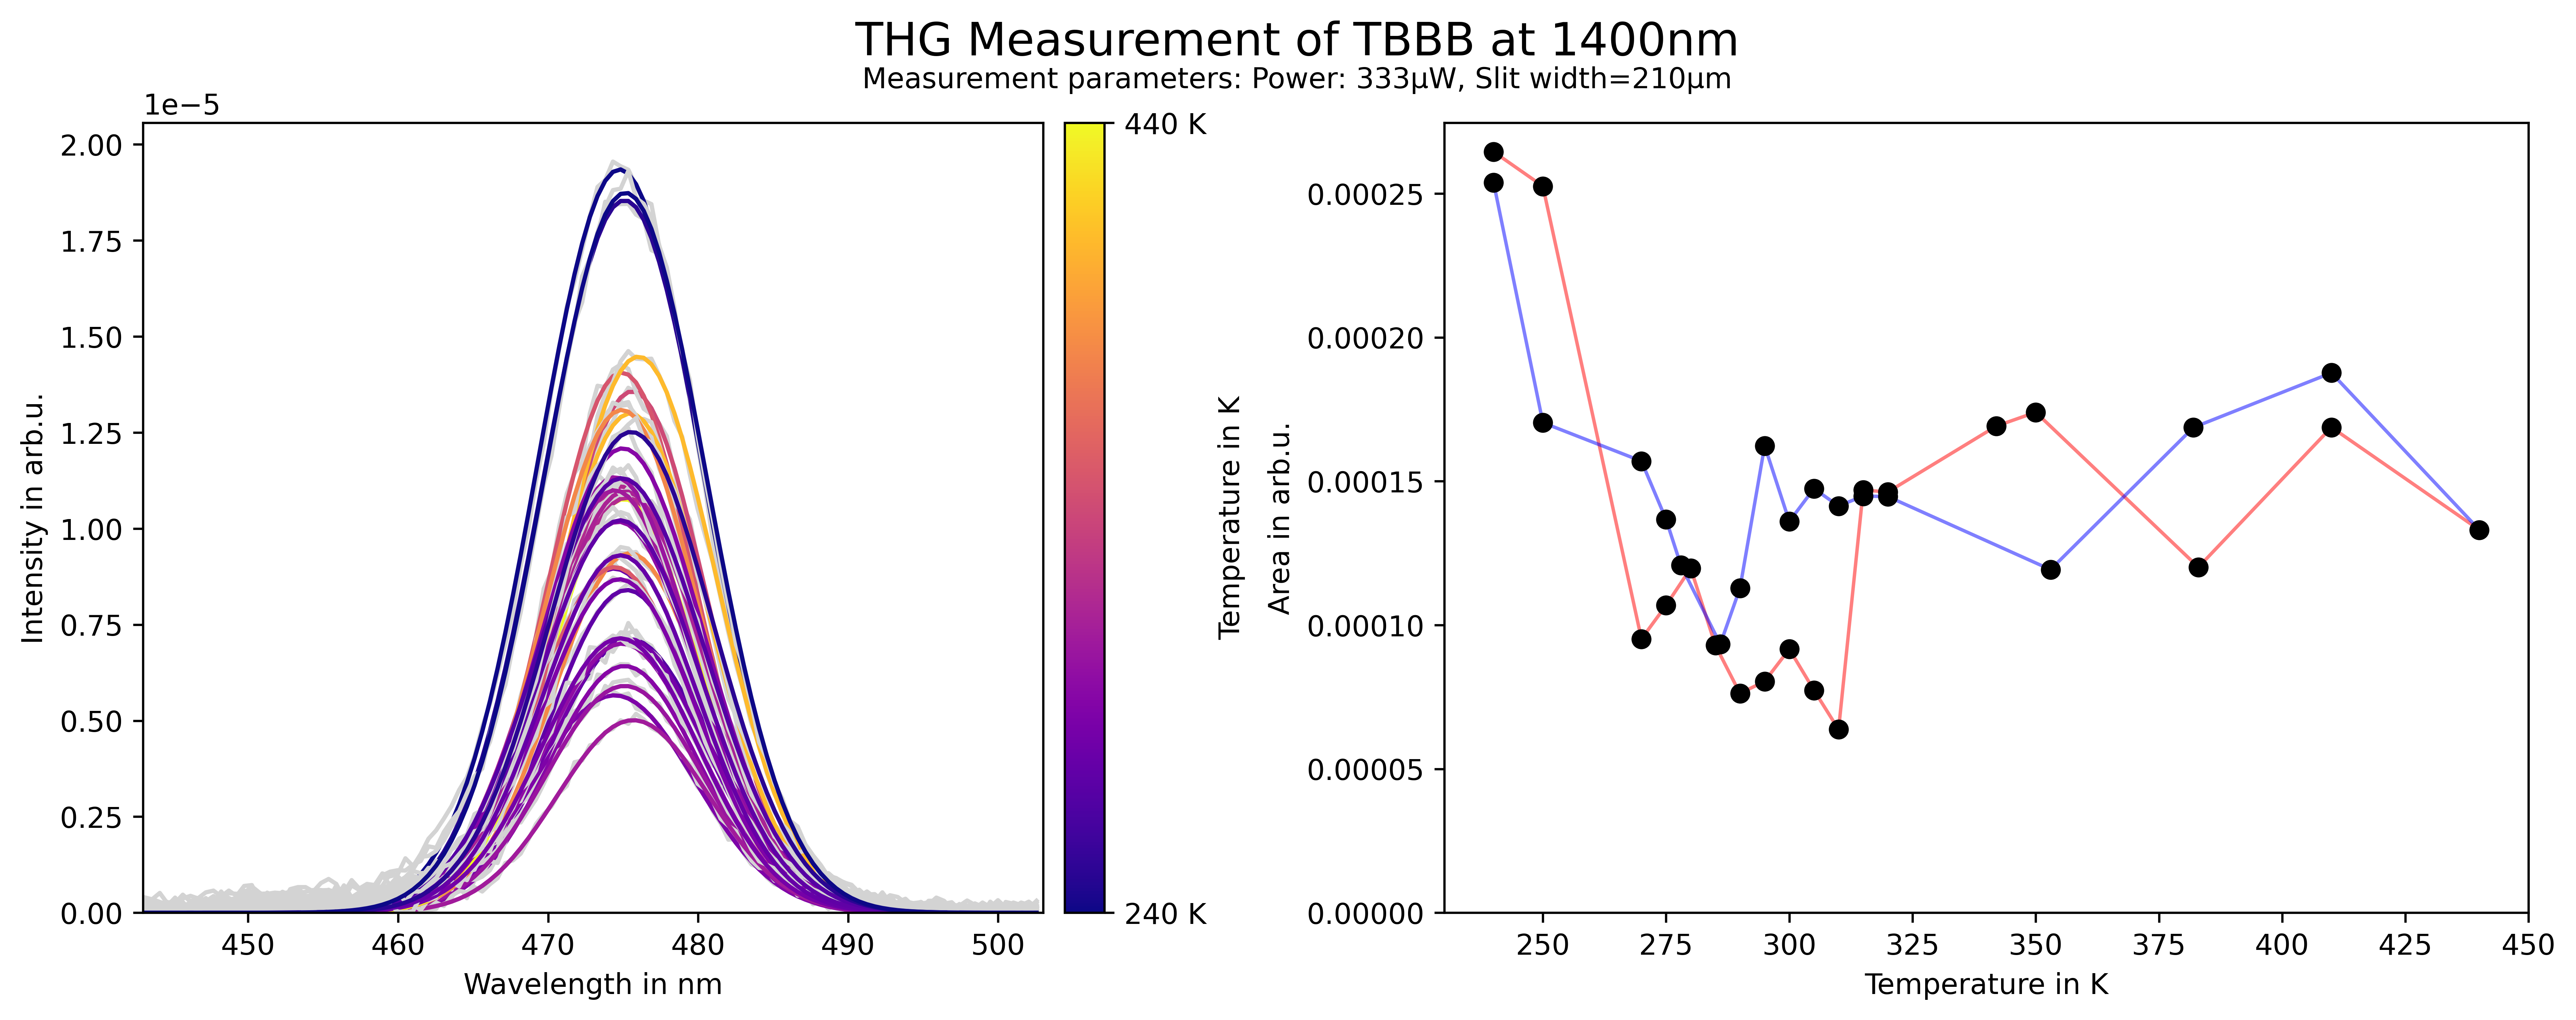 THG Measurement of TBBB at 1400nm
Measurement parameters: Power: 333μW, Slit width=210μm
1e−5
2.00
1.75
1.50
1.25
1.00
0.75
0.50
0.25
0.00
Intensity in arb.u.
450 460 470 480 490 500
Wavelength in nm
440 K
240 K
Temperature in K
Area in arb.u.
0.00025
0.00020
0.00015
0.00010
0.00005
0.00000
250 275 300 325 350 375 400 425 450
Temperature in K